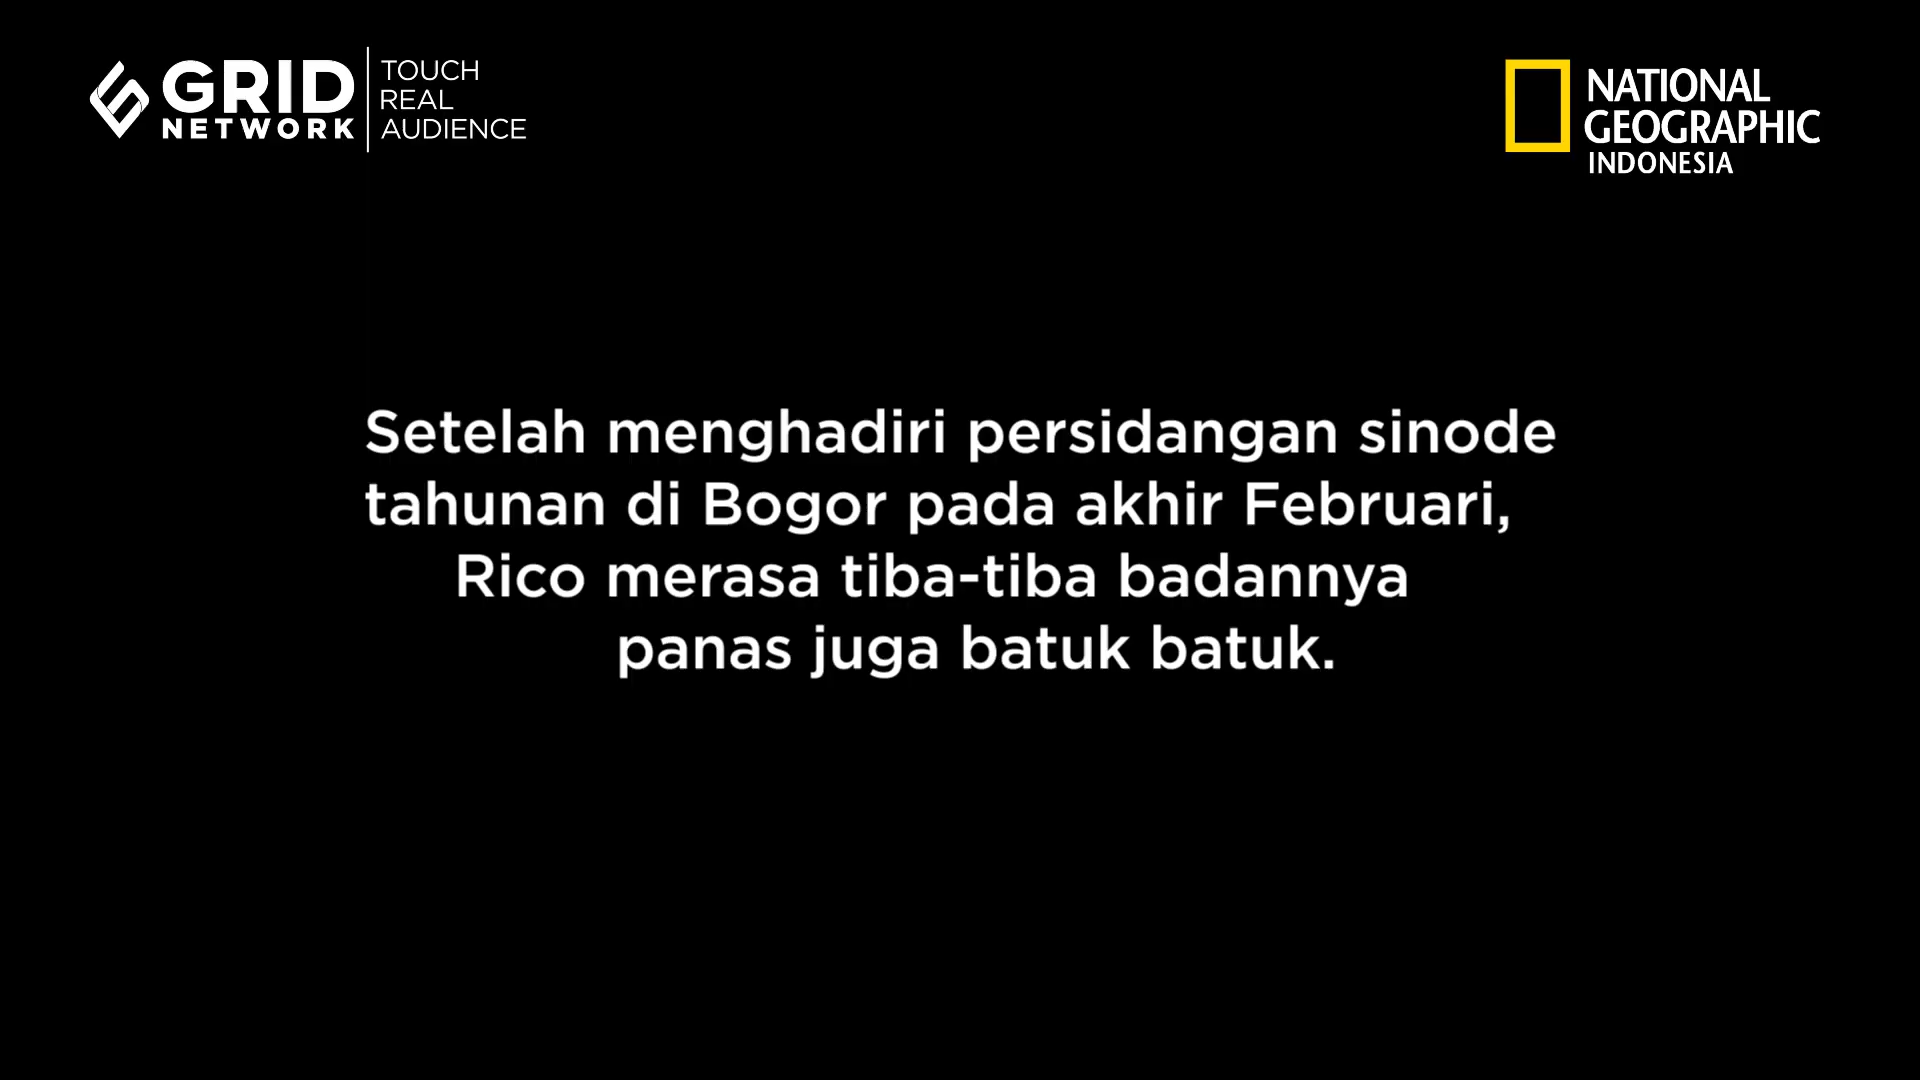 GRID
NETWORK
TOUCH
REAL
AUDIENCE
NATIONAL
GEOGRAPHIC
INDONESIA
Setelah menghadiri persidangan sinode
tahunan di Bogor pada akhir Februari,
Rico merasa tiba-tiba badannya
panas juga batuk batuk.